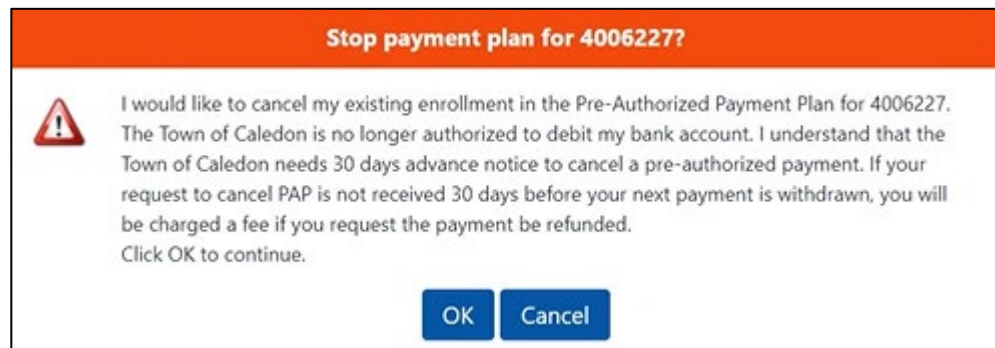 Stop payment plan for 4006227?
I would like to cancel my existing enrollment in the Pre-Authorized Payment Plan for 4006227.
The Town of Caledon is no longer authorized to debit my bank account. I understand that the
Town of Caledon needs 30 days advance notice to cancel a pre-authorized payment. If your
request to cancel PAP is not received 30 days before your next payment is withdrawn, you will
be charged a fee if you request the payment be refunded.
Click OK to continue.
OK Cancel